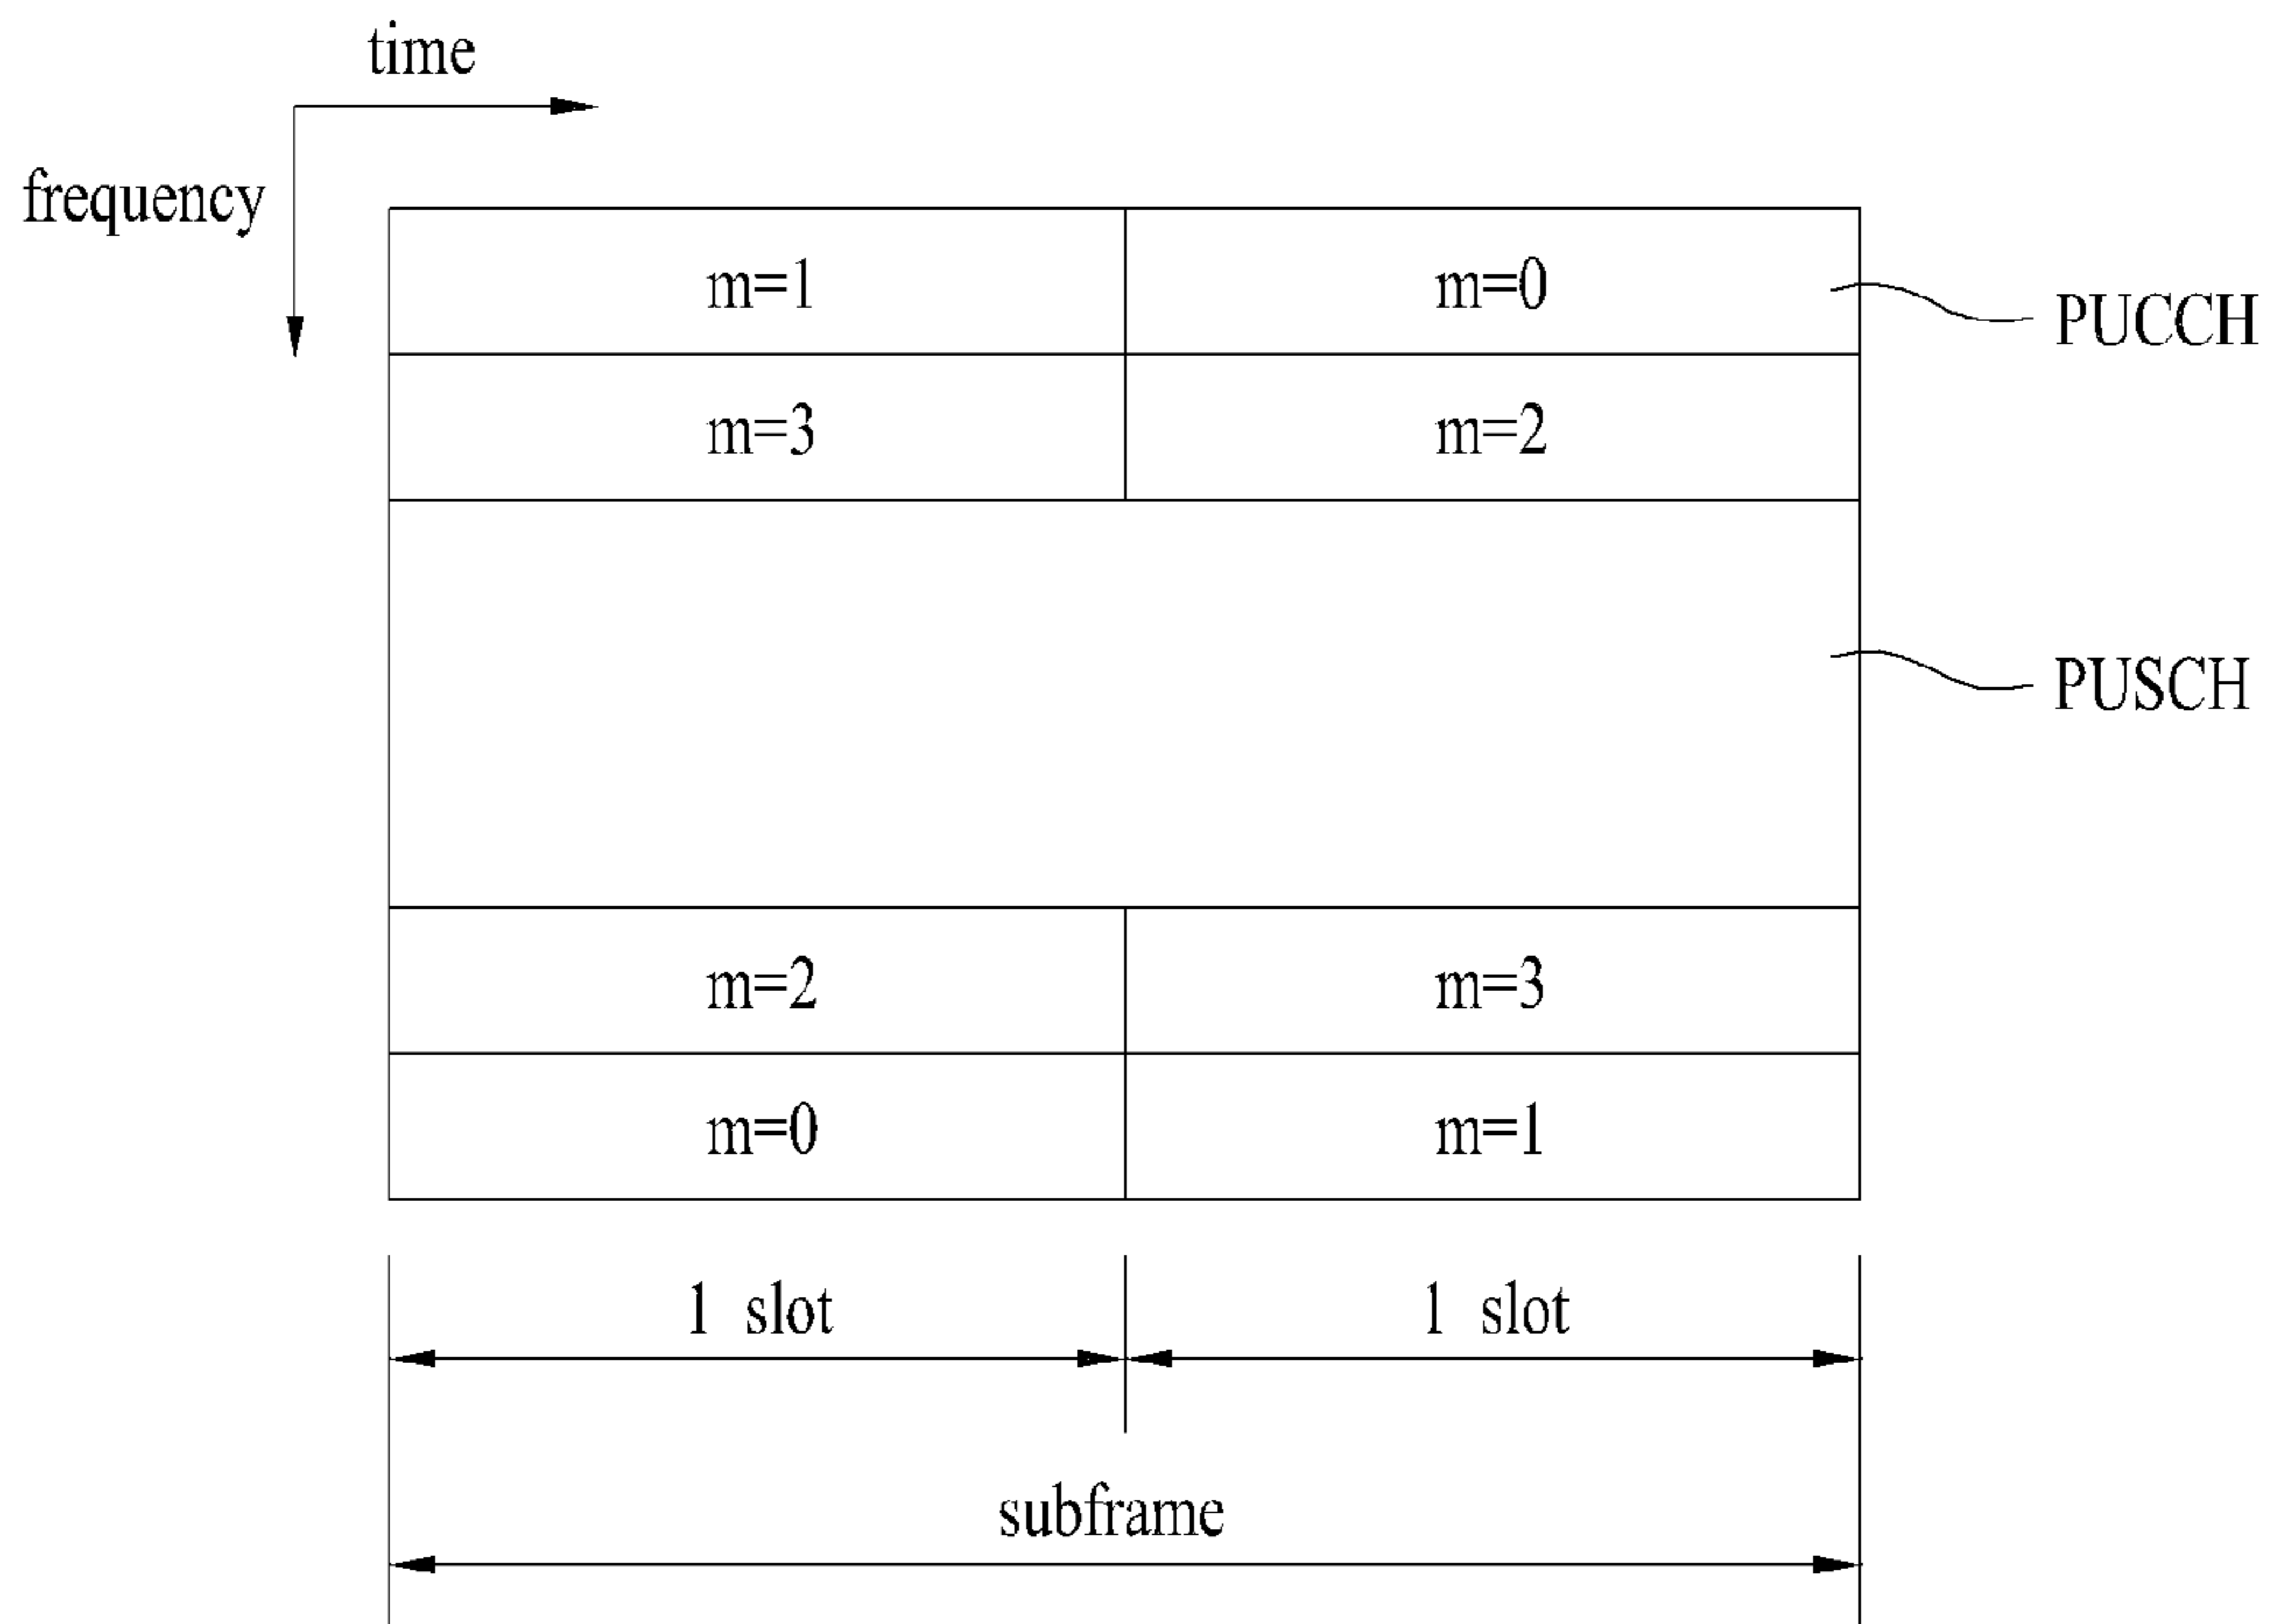 time
frequency
m=1 m=0
PUCCH
m=3 m=2
PUSCH
m=2 m=3
m=0 m=1
1 slot 1 slot
subframe